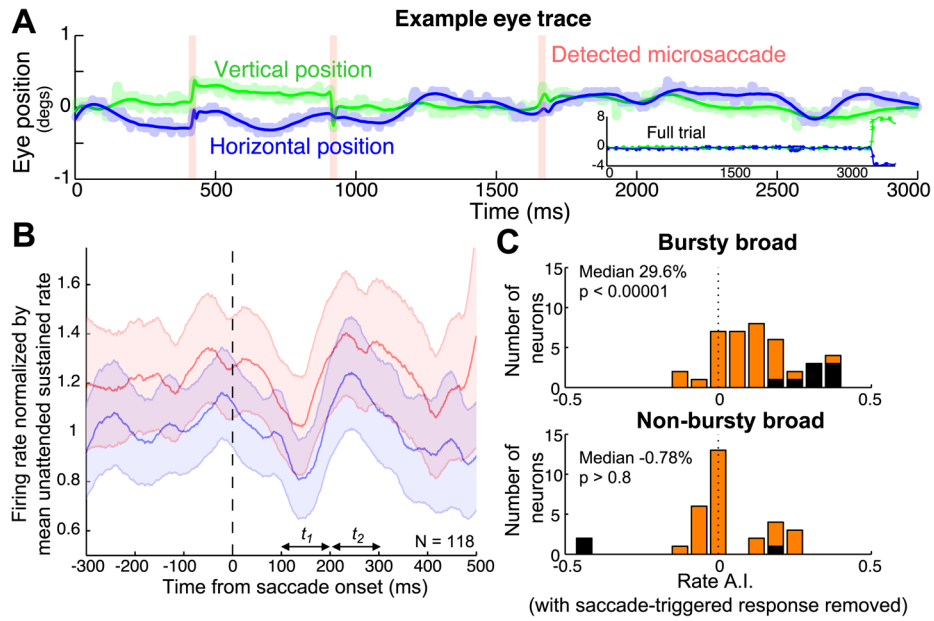 A
Example eye trace
1
0
-1
Eye position
(degs)
Vertical position
Detected microsaccade
Horizontal position
Full trial
8
0
-4
0
1500
3000
0
500
1000
1500
2000
2500
3000
Time (ms)
B
Firing rate normalized by
mean unattended sustained rate
1.6
1.4
1.2
1
0.8
0.6
t1
t2
N = 118
-300
-200
-100
0
100
200
300
400
500
Time from saccade onset (ms)
C
Bursty broad
Number of
neurons
15
10
5
0
Median 29.6%
p < 0.00001
-0.5
0
0.5
Non-bursty broad
Number of
neurons
15
10
5
0
Median -0.78%
p > 0.8
-0.5
0
0.5
Rate A.I.
(with saccade-triggered response removed)